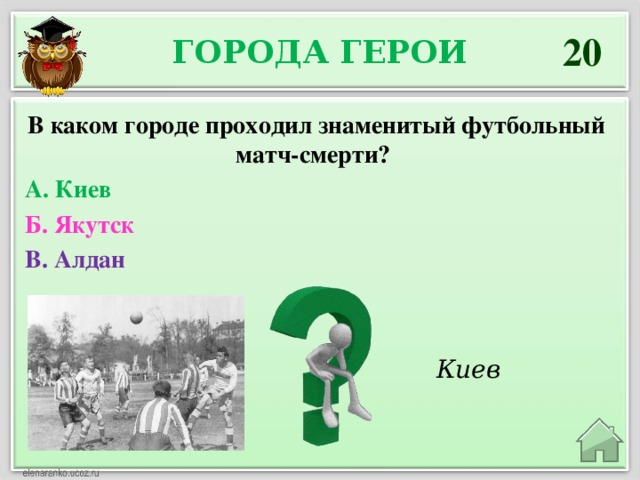 ГОРОДА ГЕРОИ
20
В каком городе проходил знаменитый футбольный
матч-смерти?
А. Киев
Б. Якутск
В. Алдан
Киев
elenaranko.ucoz.ru